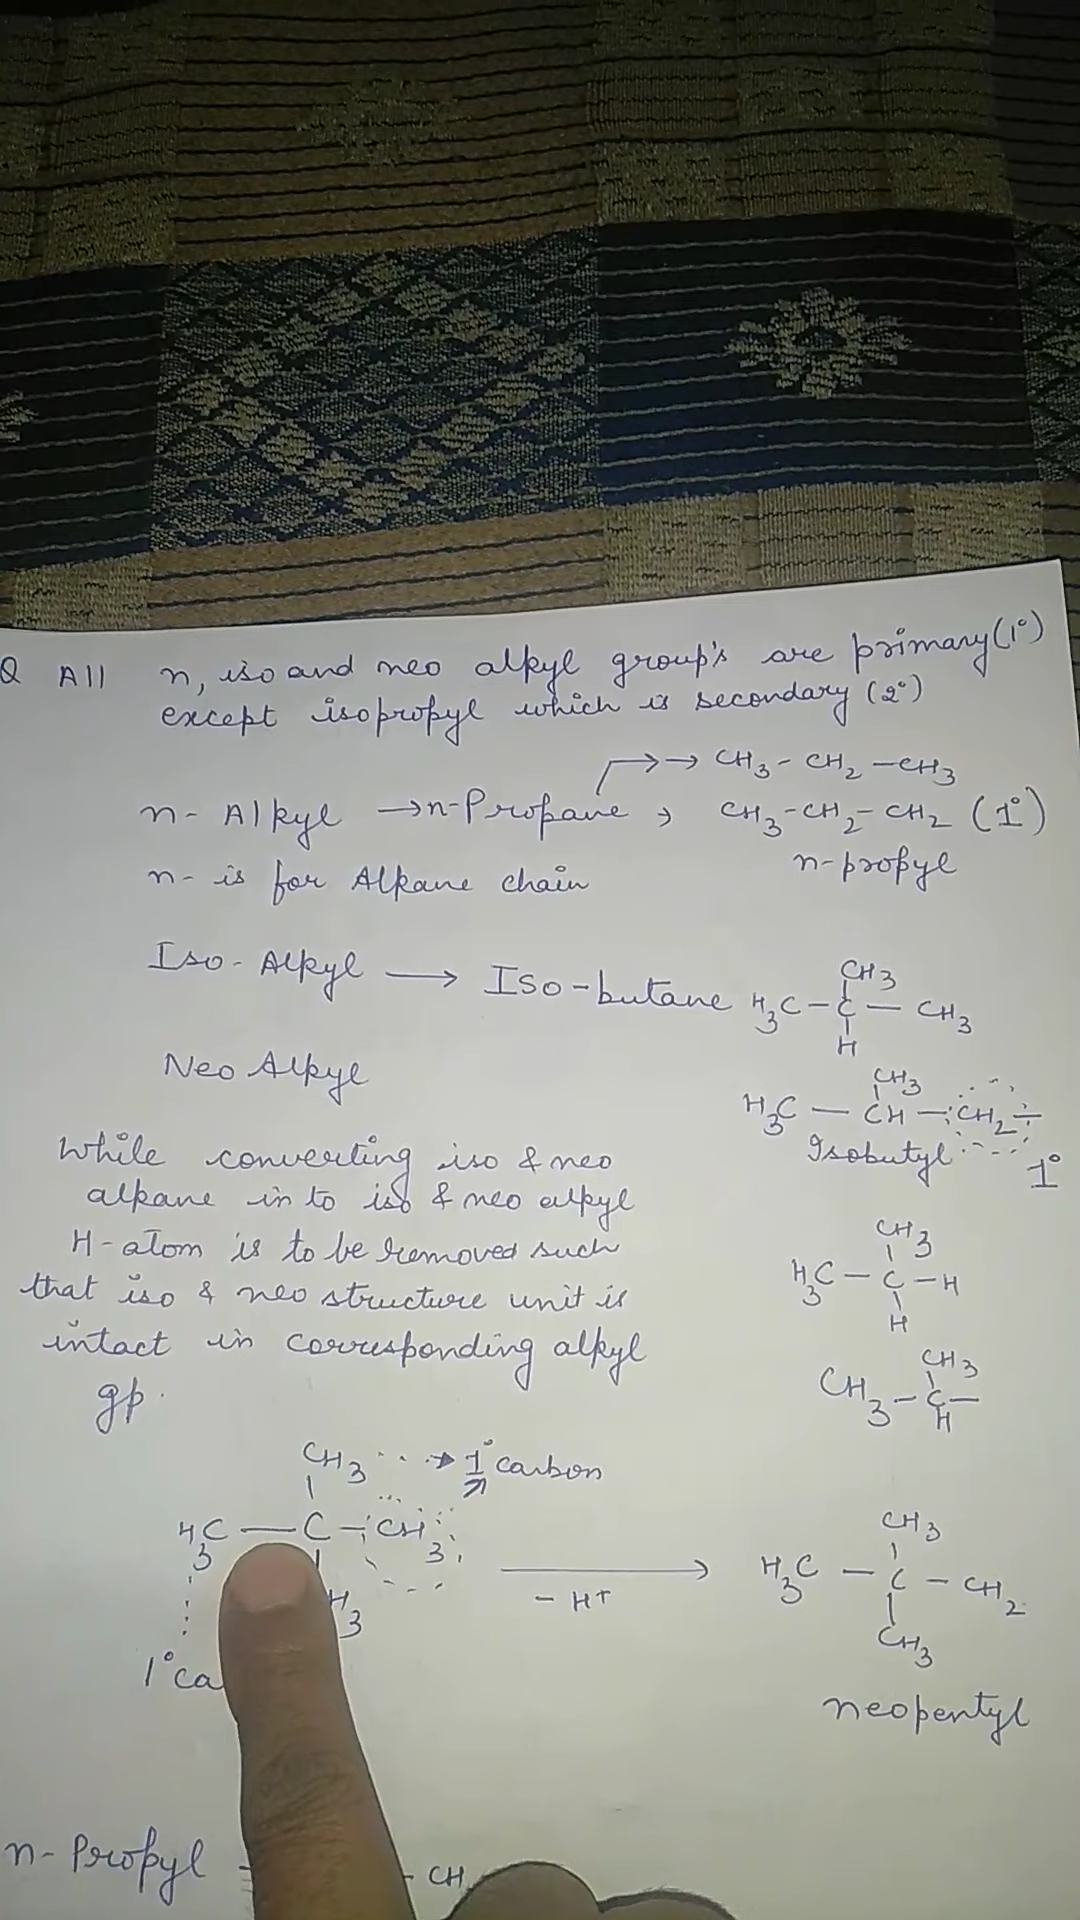 Q All n, iso and neo alkyl group's are primary (1°)
except isopropyl which is secondary (2°)
→→ CH3 - CH2 - CH3
n- Alkyl → n-Propane → CH3-CH2-CH2 (1°)
n-propyl
n- is for Alkane chain
Iso-Alkyl → Iso-butane
CH3
H3C - C - CH3
H
Neo Alkyl
CH3
H3C - CH - CH2 -
Isobutyl 1°
While converting iso & neo
alkane in to iso & neo alkyl
H-atom is to be removed such
that iso & neo structure unit is
intact in corresponding alkyl
gp.
CH3
H3C - C - H
H
CH3
CH3 - C -
H
CH3 → 1° carbon
H3C - C - CH3
H3
1° ca
- H+
CH3
H3C - C - CH2
CH3
neopentyl
n- Propyl - CH